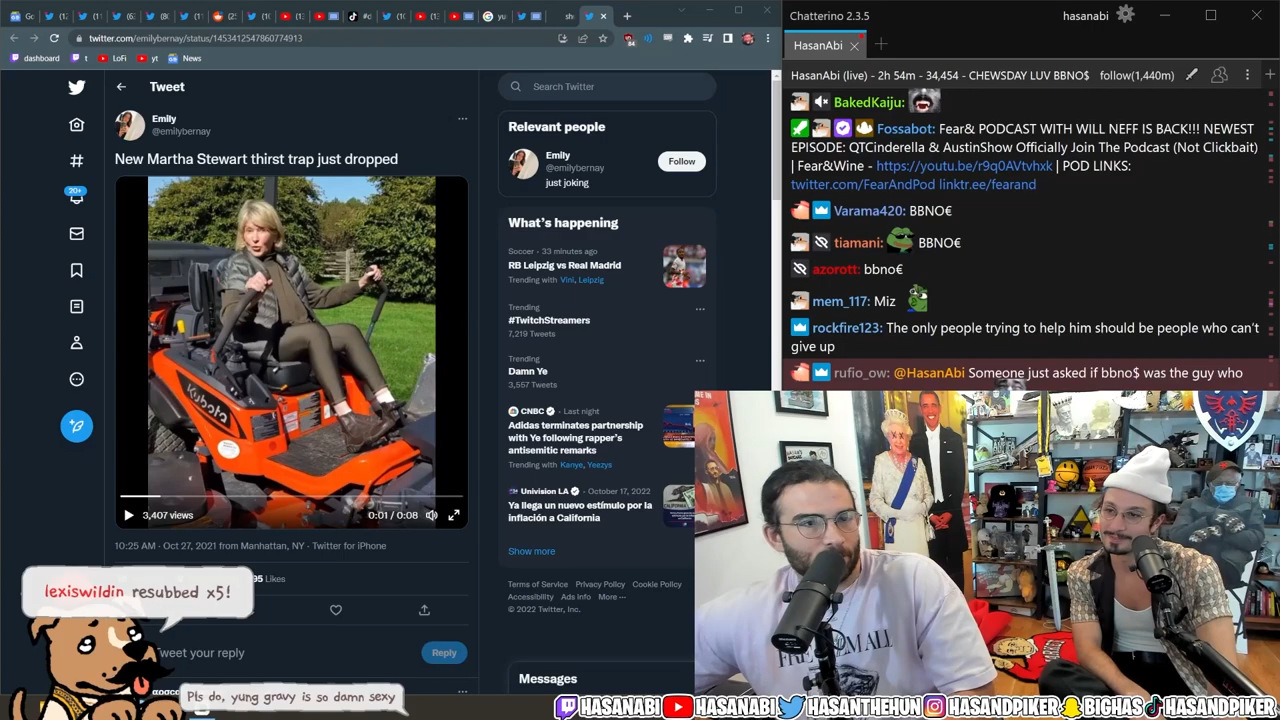 Chatterino 2.3.5
hasanabi
HasanAbi
twitter.com/emilybernay/status/1453412547860774913
dashboard
t
LoFi
yt
News
HasanAbi (live) - 2h 54m - 34,454 - CHEWSDAY LUV BBNO$
follow(1,440m)
Tweet
Search Twitter
Emily
@emilybernay
New Martha Stewart thirst trap just dropped
Kubota
3,407 views
0:01 / 0:08
10:25 AM · Oct 27, 2021 from Manhattan, NY · Twitter for iPhone
95 Likes
Tweet your reply
Reply
20+
Relevant people
Emily
@emilybernay
Follow
just joking
What's happening
Soccer · 33 minutes ago
RB Leipzig vs Real Madrid
Trending with Vini, Leipzig
Trending
#TwitchStreamers
7,219 Tweets
Trending
Damn Ye
3,557 Tweets
CNBC · Last night
Adidas terminates partnership
with Ye following rapper's
antisemitic remarks
Trending with Kanye, Yeezys
Univision LA · October 17, 2022
Ya llega un nuevo estímulo por la
inflación a California
Show more
Terms of Service Privacy Policy Cookie Policy
Accessibility Ads Info More ···
© 2022 Twitter, Inc.
Messages
BakedKaiju:
Fossabot: Fear& PODCAST WITH WILL NEFF IS BACK!!! NEWEST
EPISODE: QTCinderella & AustinShow Officially Join The Podcast (Not Clickbait)
| Fear&Wine - https://youtu.be/r9q0AVtvhxk | POD LINKS:
twitter.com/FearAndPod linktr.ee/fearand
Varama420: BBNO€
tiamani: BBNO€
azorott: bbno€
mem_117: Miz
rockfire123: The only people trying to help him should be people who can't
give up
rufio_ow: @HasanAbi Someone just asked if bbno$ was the guy who
lexiswildin resubbed x5!
Pls do, yung gravy is so damn sexy
HASANABI
HASANABI
HASANTHEHUN
HASANDPIKER
BIGHAS
HASANDPIKER